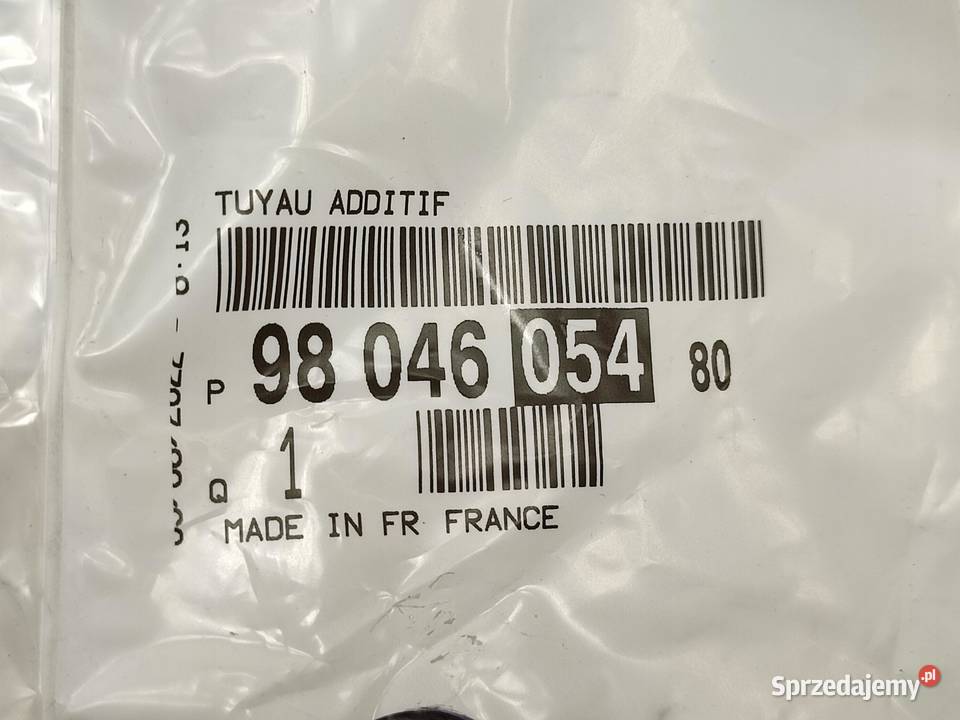 TUYAU ADDITIF
P 98 046 054 80
Q 1
MADE IN FR FRANCE
Sprzedajemy.pl